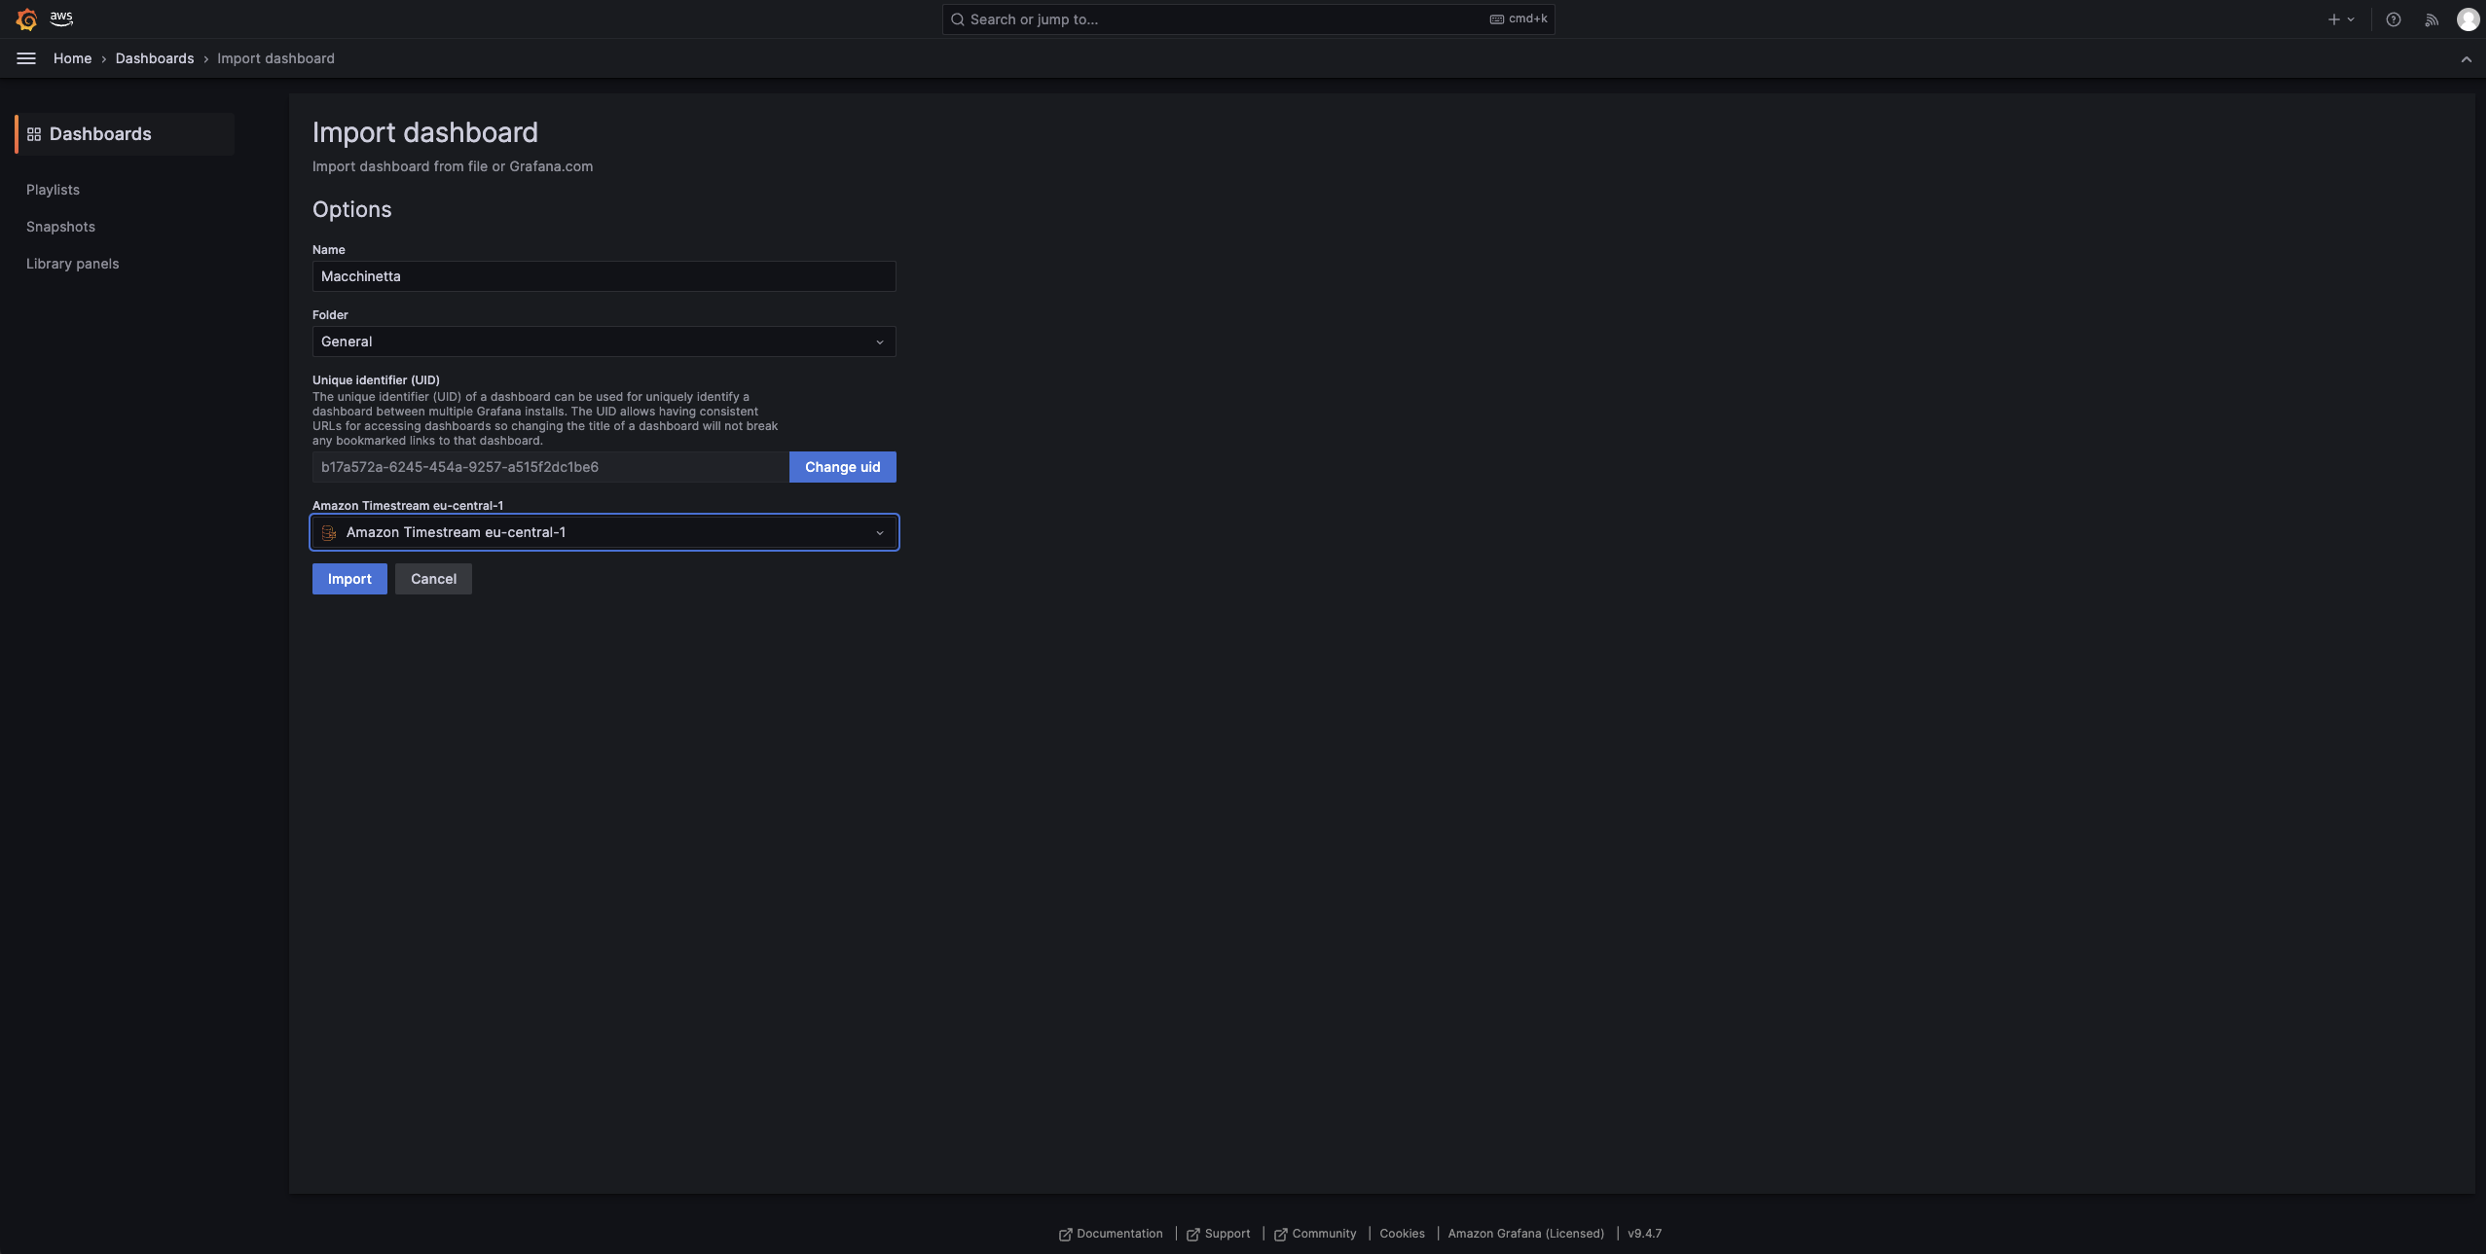 aws
Search or jump to...
cmd+k
Home
Dashboards
Import dashboard
Dashboards
Playlists
Snapshots
Library panels
Import dashboard
Import dashboard from file or Grafana.com
Options
Name
Macchinetta
Folder
General
Unique identifier (UID)
The unique identifier (UID) of a dashboard can be used for uniquely identify a
dashboard between multiple Grafana installs. The UID allows having consistent
URLs for accessing dashboards so changing the title of a dashboard will not break
any bookmarked links to that dashboard.
b17a572a-6245-454a-9257-a515f2dc1be6
Change uid
Amazon Timestream eu-central-1
Amazon Timestream eu-central-1
Import
Cancel
Documentation
Support
Community
Cookies
Amazon Grafana (Licensed)
v9.4.7